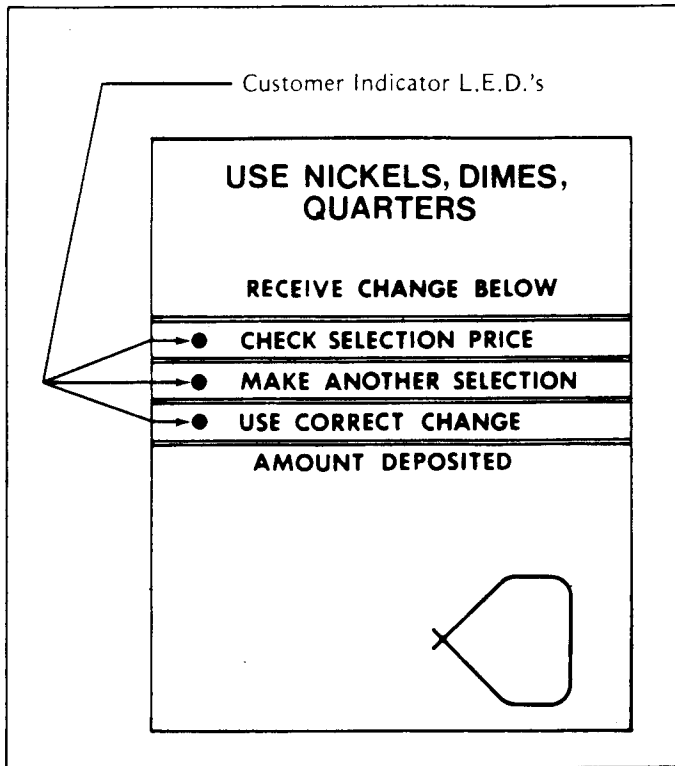 Customer Indicator L.E.D.'s
USE NICKELS, DIMES,
QUARTERS
RECEIVE CHANGE BELOW
CHECK SELECTION PRICE
MAKE ANOTHER SELECTION
USE CORRECT CHANGE
AMOUNT DEPOSITED